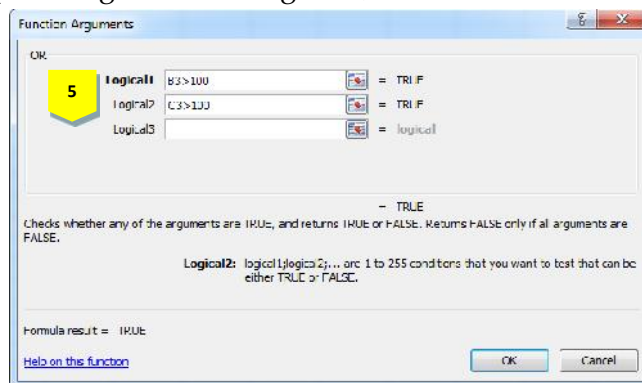 Function Arguments
OR
5
Logical1 B3>100 = TRUE
Logical2 C3>100 = TRUE
Logical3 = logical
= TRUE
Checks whether any of the arguments are TRUE, and returns TRUE or FALSE. Returns FALSE only if all arguments are
FALSE.
Logical2: logical1;logical2;... are 1 to 255 conditions that you want to test that can be
either TRUE or FALSE.
Formula result = TRUE
Help on this function
OK Cancel